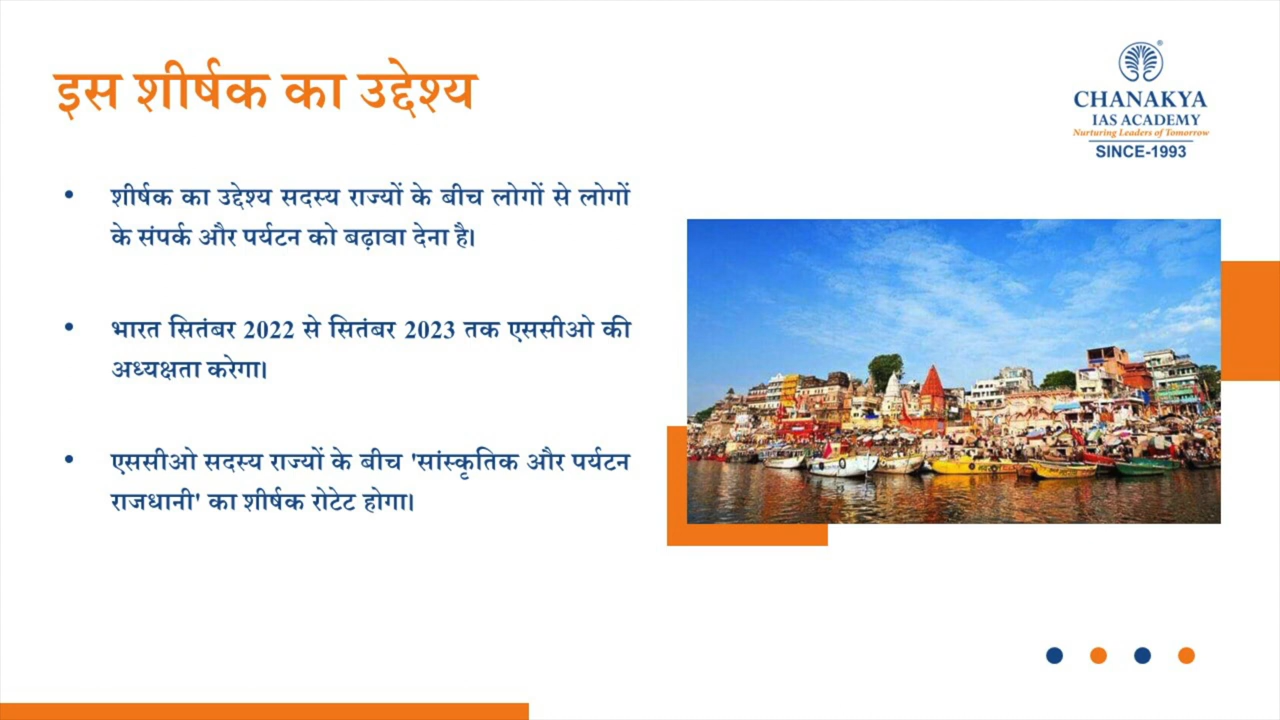 इस शीर्षक का उद्देश्य
CHANAKYA
IAS ACADEMY
Nurturing Leaders of Tomorrow
SINCE-1993
• शीर्षक का उद्देश्य सदस्य राज्यों के बीच लोगों से लोगों
के संपर्क और पर्यटन को बढ़ावा देना है।
• भारत सितंबर 2022 से सितंबर 2023 तक एससीओ की
अध्यक्षता करेगा।
• एससीओ सदस्य राज्यों के बीच 'सांस्कृतिक और पर्यटन
राजधानी' का शीर्षक रोटेट होगा।